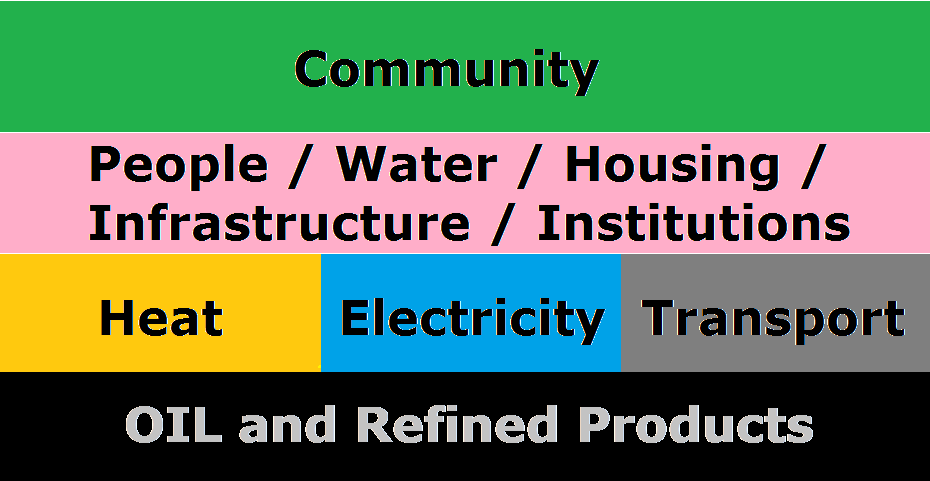 Community
People / Water / Housing /
Infrastructure / Institutions
Heat Electricity Transport
OIL and Refined Products